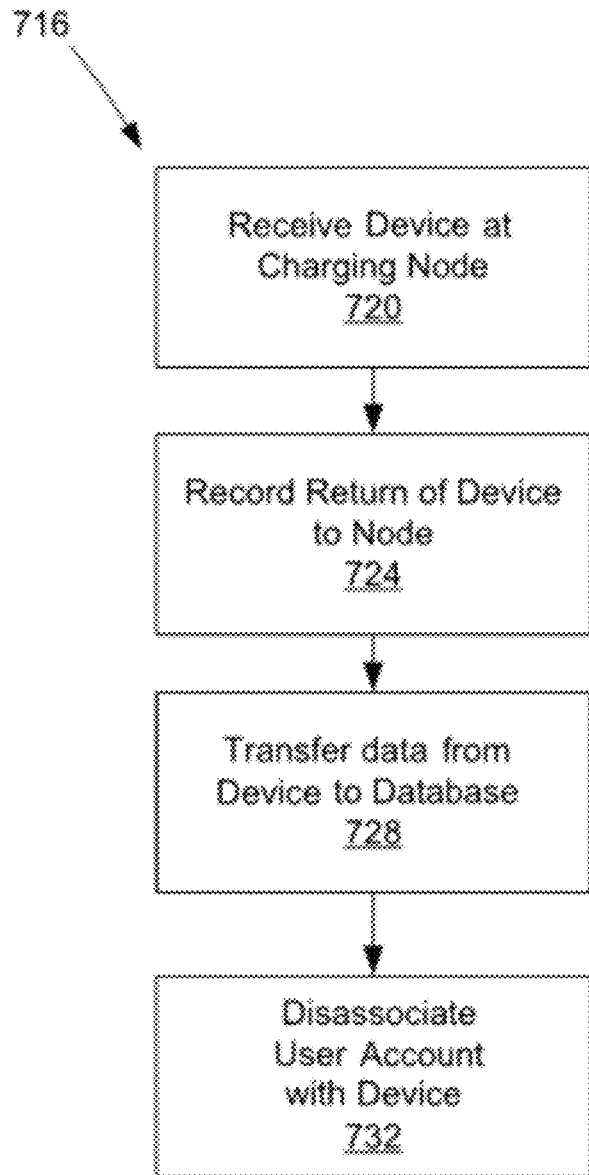 716
Receive Device at
Charging Node
720
Record Return of Device
to Node
724
Transfer data from
Device to Database
728
Disassociate
User Account
with Device
732